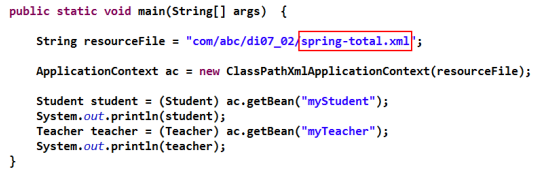 public static void main(String[] args)  {
String resourceFile = "com/abc/di07_02/spring-total.xml";
ApplicationContext ac = new ClassPathXmlApplicationContext(resourceFile);
Student student = (Student) ac.getBean("myStudent");
System.out.println(student);
Teacher teacher = (Teacher) ac.getBean("myTeacher");
System.out.println(teacher);
}